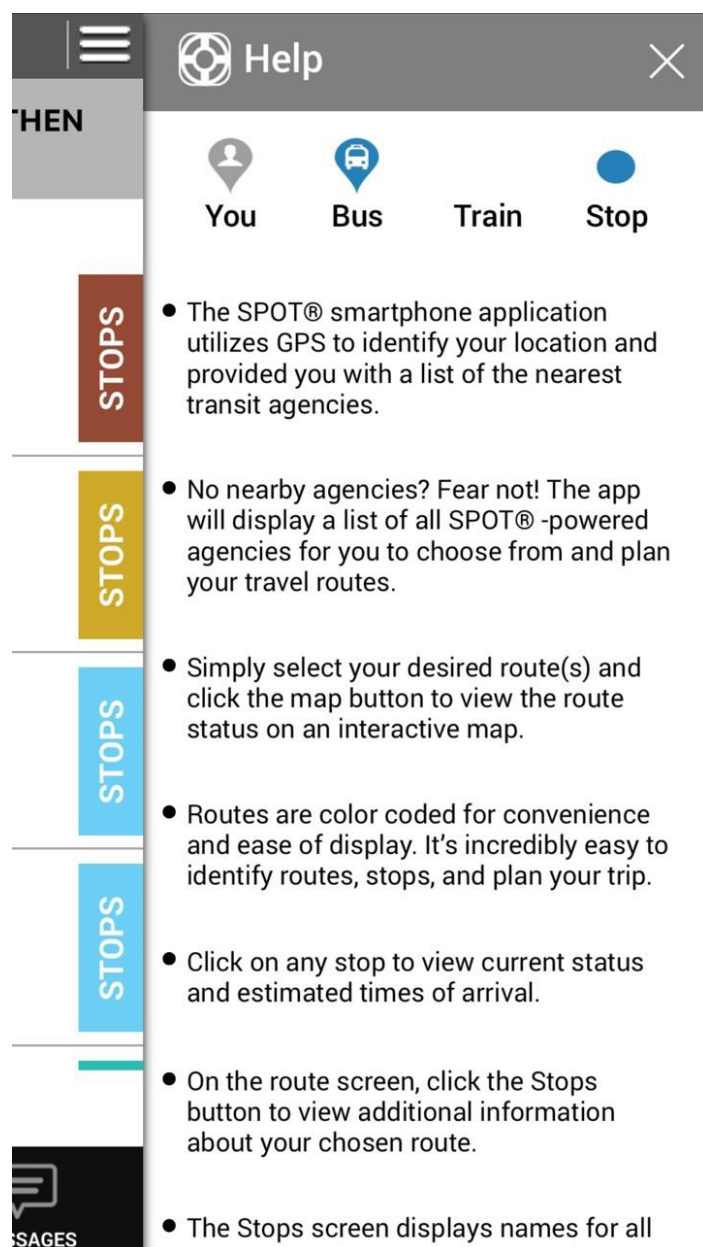 Help
'HEN
You Bus Train Stop
STOPS
STOPS
STOPS
STOPS
• The SPOT® smartphone application
utilizes GPS to identify your location and
provided you with a list of the nearest
transit agencies.
• No nearby agencies? Fear not! The app
will display a list of all SPOT® -powered
agencies for you to choose from and plan
your travel routes.
• Simply select your desired route(s) and
click the map button to view the route
status on an interactive map.
• Routes are color coded for convenience
and ease of display. It's incredibly easy to
identify routes, stops, and plan your trip.
• Click on any stop to view current status
and estimated times of arrival.
• On the route screen, click the Stops
button to view additional information
about your chosen route.
• The Stops screen displays names for all
SSAGES